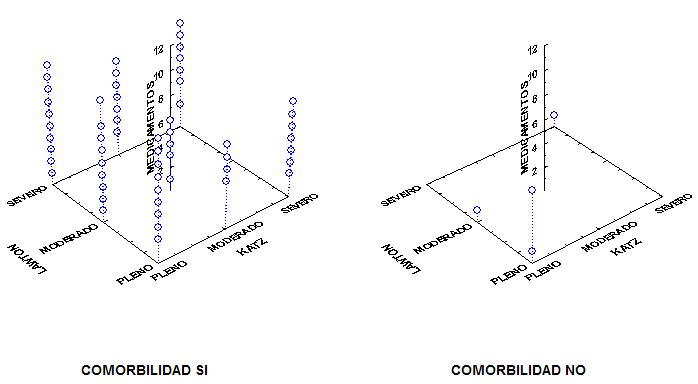 12
10
8
6
4
2
MEDICAMENTOS
SEVERO
MODERADO
PLENO
LAWTON
PLENO
MODERADO
SEVERO
KATZ
COMORBILIDAD SI
12
10
8
6
4
2
MEDICAMENTOS
SEVERO
MODERADO
PLENO
LAWTON
PLENO
MODERADO
SEVERO
KATZ
COMORBILIDAD NO